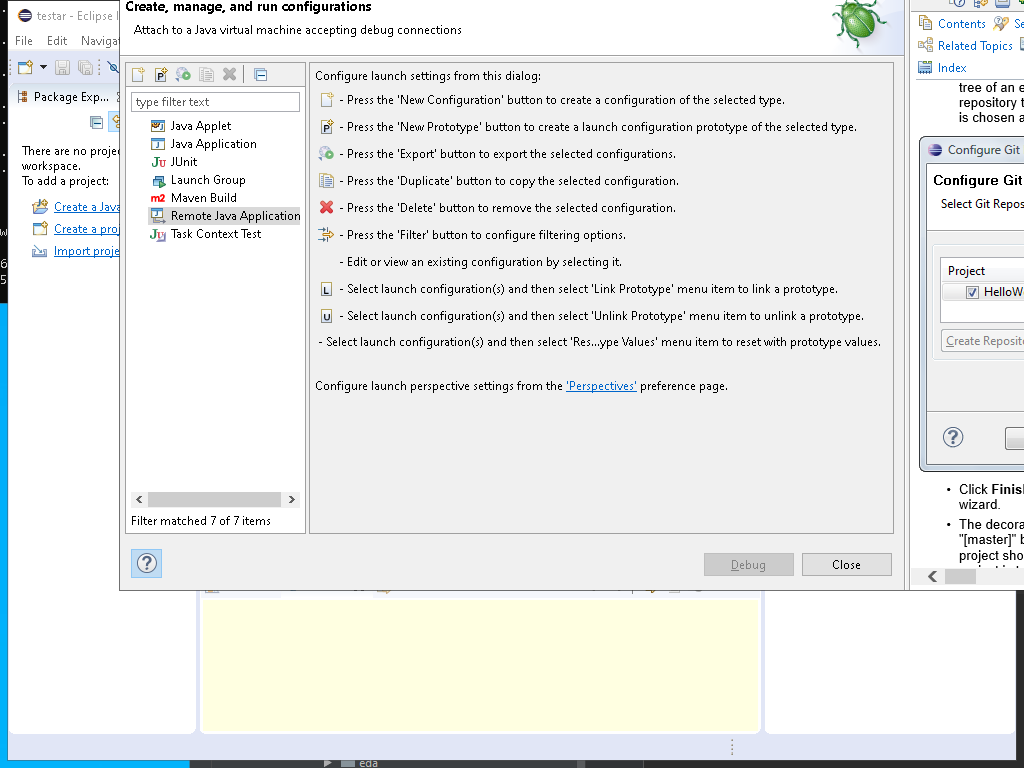 testar - Eclipse I
File Edit Naviga
Package Exp...
There are no proje
workspace.
To add a project:
Create a Java
Create a pro
Import proje
Create, manage, and run configurations
Attach to a Java virtual machine accepting debug connections
type filter text
Java Applet
Java Application
JUnit
Launch Group
Maven Build
Remote Java Application
Task Context Test
Filter matched 7 of 7 items
Configure launch settings from this dialog:
- Press the 'New Configuration' button to create a configuration of the selected type.
- Press the 'New Prototype' button to create a launch configuration prototype of the selected type.
- Press the 'Export' button to export the selected configurations.
- Press the 'Duplicate' button to copy the selected configuration.
- Press the 'Delete' button to remove the selected configuration.
- Press the 'Filter' button to configure filtering options.
- Edit or view an existing configuration by selecting it.
- Select launch configuration(s) and then select 'Link Prototype' menu item to link a prototype.
- Select launch configuration(s) and then select 'Unlink Prototype' menu item to unlink a prototype.
- Select launch configuration(s) and then select 'Res...ype Values' menu item to reset with prototype values.
Configure launch perspective settings from the 'Perspectives' preference page.
Debug
Close
Contents
Se
Related Topics
Index
tree of an e
repository t
is chosen a
Configure Git
Configure Git
Select Git Repos
Project
HelloW
Create Reposito
• Click Finis
wizard.
• The decora
"[master]" b
project sho
eda